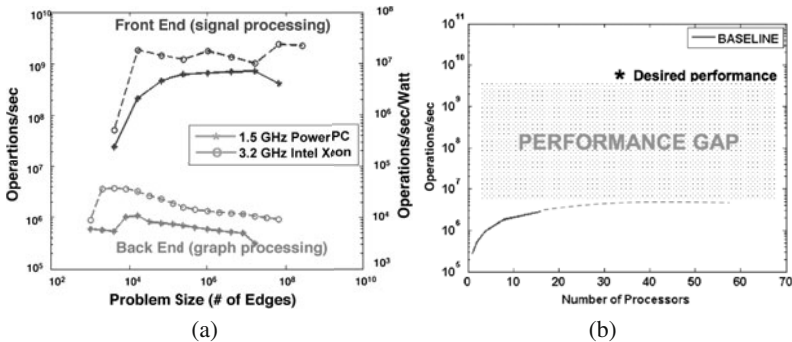 Front End (signal processing)
10^10
10^9
10^8
10^7
10^6
10^5
Operartions/sec
10^8
10^7
10^6
10^5
10^4
10^3
Operations/sec/Watt
1.5 GHz PowerPC
3.2 GHz Intel Xeon
Back End (graph processing)
10^2
10^4
10^6
10^8
10^10
Problem Size (# of Edges)
(a)
10^11
10^10
10^9
10^8
10^7
10^6
10^5
Operations/sec
BASELINE
* Desired performance
PERFORMANCE GAP
0
10
20
30
40
50
60
70
Number of Processors
(b)